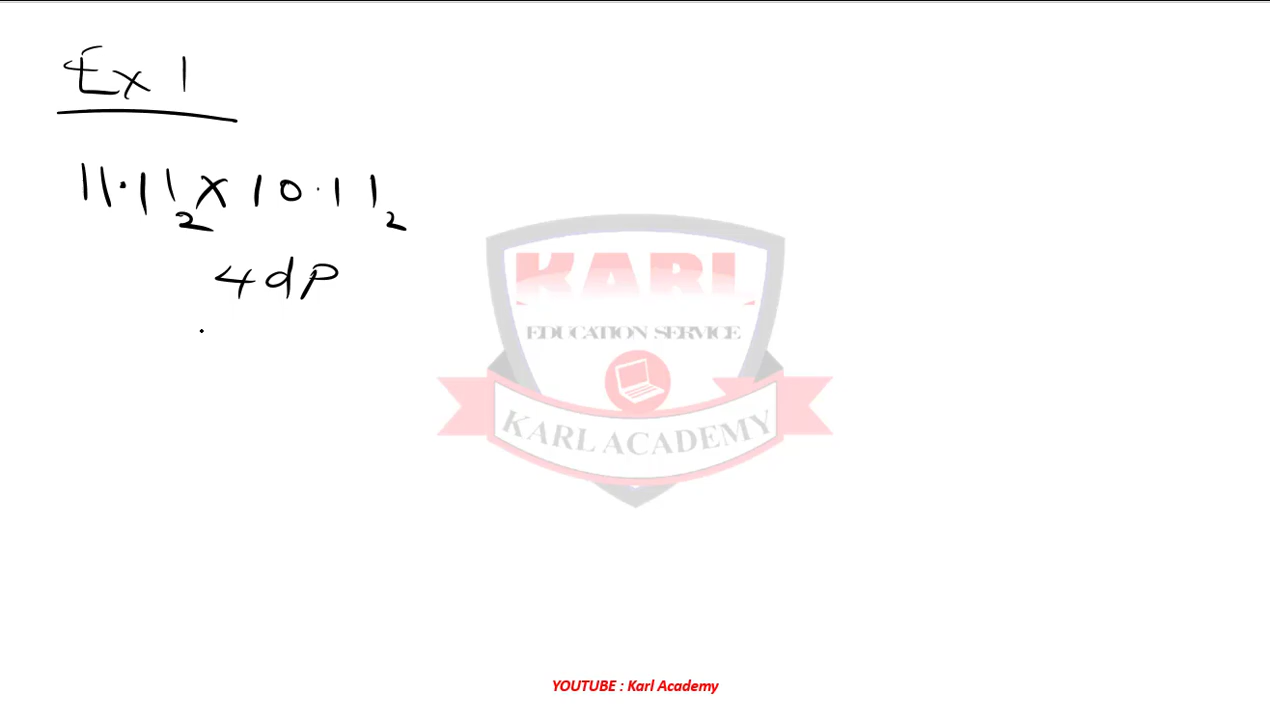 Ex 1
11.11₂ × 10.11₂
4dp
KARL
EDUCATION SERVICE
KARL ACADEMY
YOUTUBE : Karl Academy